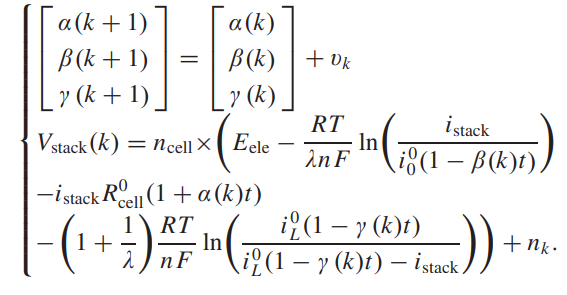 [ α(k + 1) ; β(k + 1) ; γ(k + 1) ] = [ α(k) ; β(k) ; γ(k) ] + υ_k
V_stack(k) = n_cell × ( E_ele − RT/(λnF) ln( i_stack / (i_0^0(1 − β(k)t)) )
−i_stack R_cell^0 (1 + α(k)t)
− (1 + 1/λ) RT/(nF) ln( i_L^0(1 − γ(k)t) / (i_L^0(1 − γ(k)t) − i_stack) ) ) + n_k.